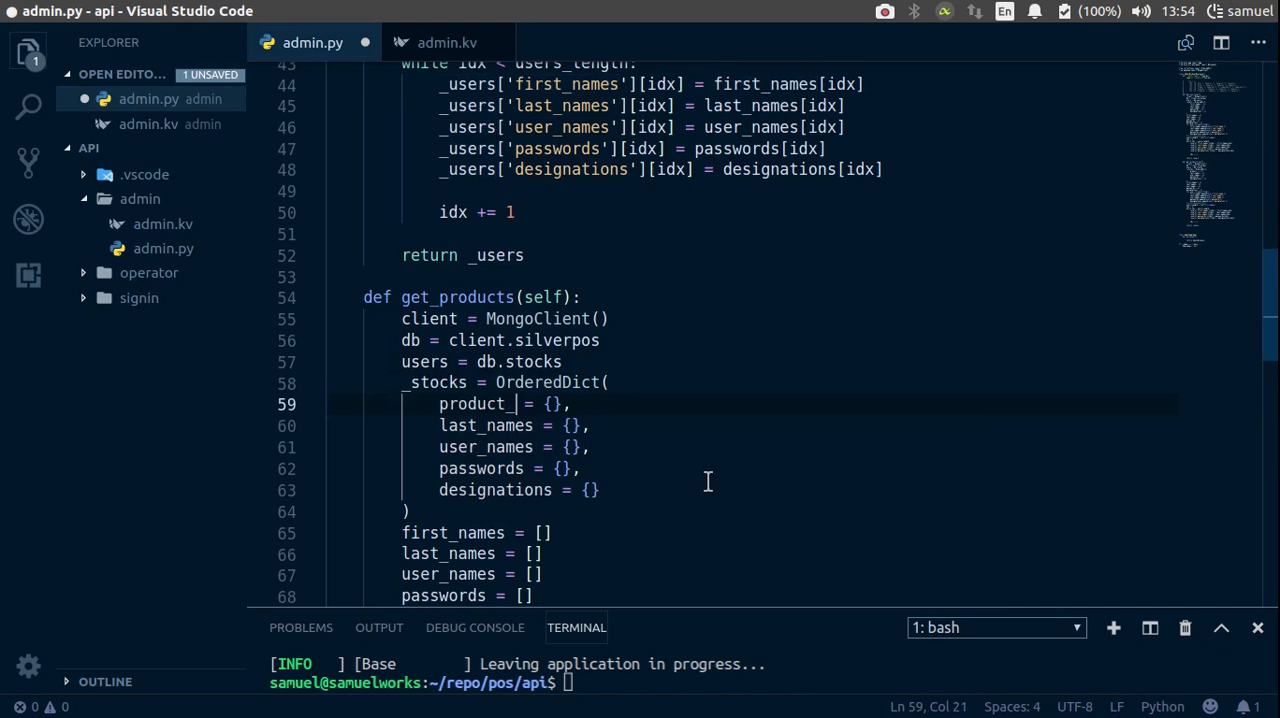 admin.py - api - Visual Studio Code
En (100%) 13:54 samuel
EXPLORER
admin.py
admin.kv
OPEN EDITO... 1 UNSAVED
admin.py admin
admin.kv admin
API
.vscode
admin
admin.kv
admin.py
operator
signin
OUTLINE
1
43 while idx < users_length:
44 _users['first_names'][idx] = first_names[idx]
45 _users['last_names'][idx] = last_names[idx]
46 _users['user_names'][idx] = user_names[idx]
47 _users['passwords'][idx] = passwords[idx]
48 _users['designations'][idx] = designations[idx]
49
50 idx += 1
51
52 return _users
53
54 def get_products(self):
55 client = MongoClient()
56 db = client.silverpos
57 users = db.stocks
58 _stocks = OrderedDict(
59 product_ = {},
60 last_names = {},
61 user_names = {},
62 passwords = {},
63 designations = {}
64 )
65 first_names = []
66 last_names = []
67 user_names = []
68 passwords = []
PROBLEMS OUTPUT DEBUG CONSOLE TERMINAL 1: bash
[INFO ] [Base ] Leaving application in progress...
samuel@samuelworks:~/repo/pos/api$
0 0 Ln 59, Col 21 Spaces: 4 UTF-8 LF Python 1